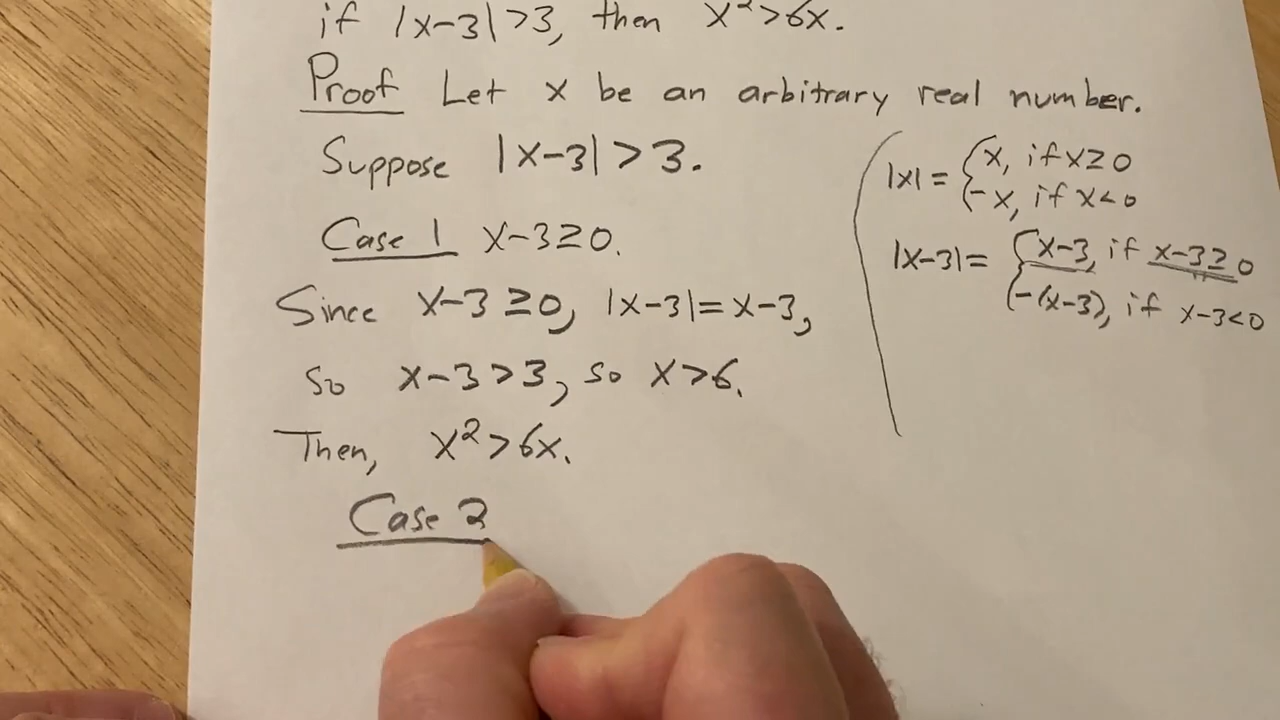 if |x-3|>3, then x²>6x.
Proof Let x be an arbitrary real number.
Suppose |x-3|>3.
Case 1 x-3≥0.
Since x-3≥0, |x-3|=x-3,
so x-3>3, so x>6.
Then, x²>6x.
Case 2
|x|= { x, if x≥0
-x, if x<0
|x-3|= { x-3, if x-3≥0
-(x-3), if x-3<0